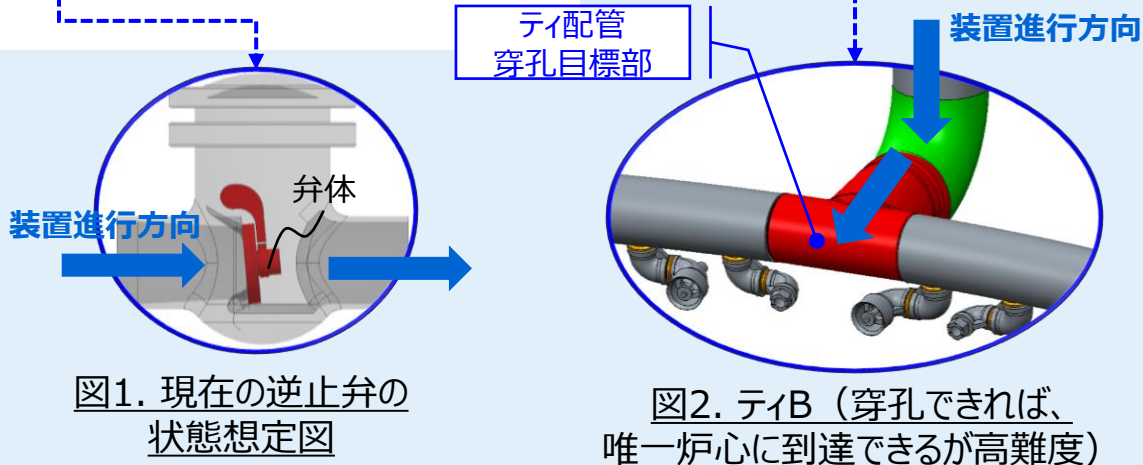 ティ配管
穿孔目標部
装置進行方向
弁体
装置進行方向
図1. 現在の逆止弁の
状態想定図
図2. ティB（穿孔できれば、
唯一炉心に到達できるが高難度）